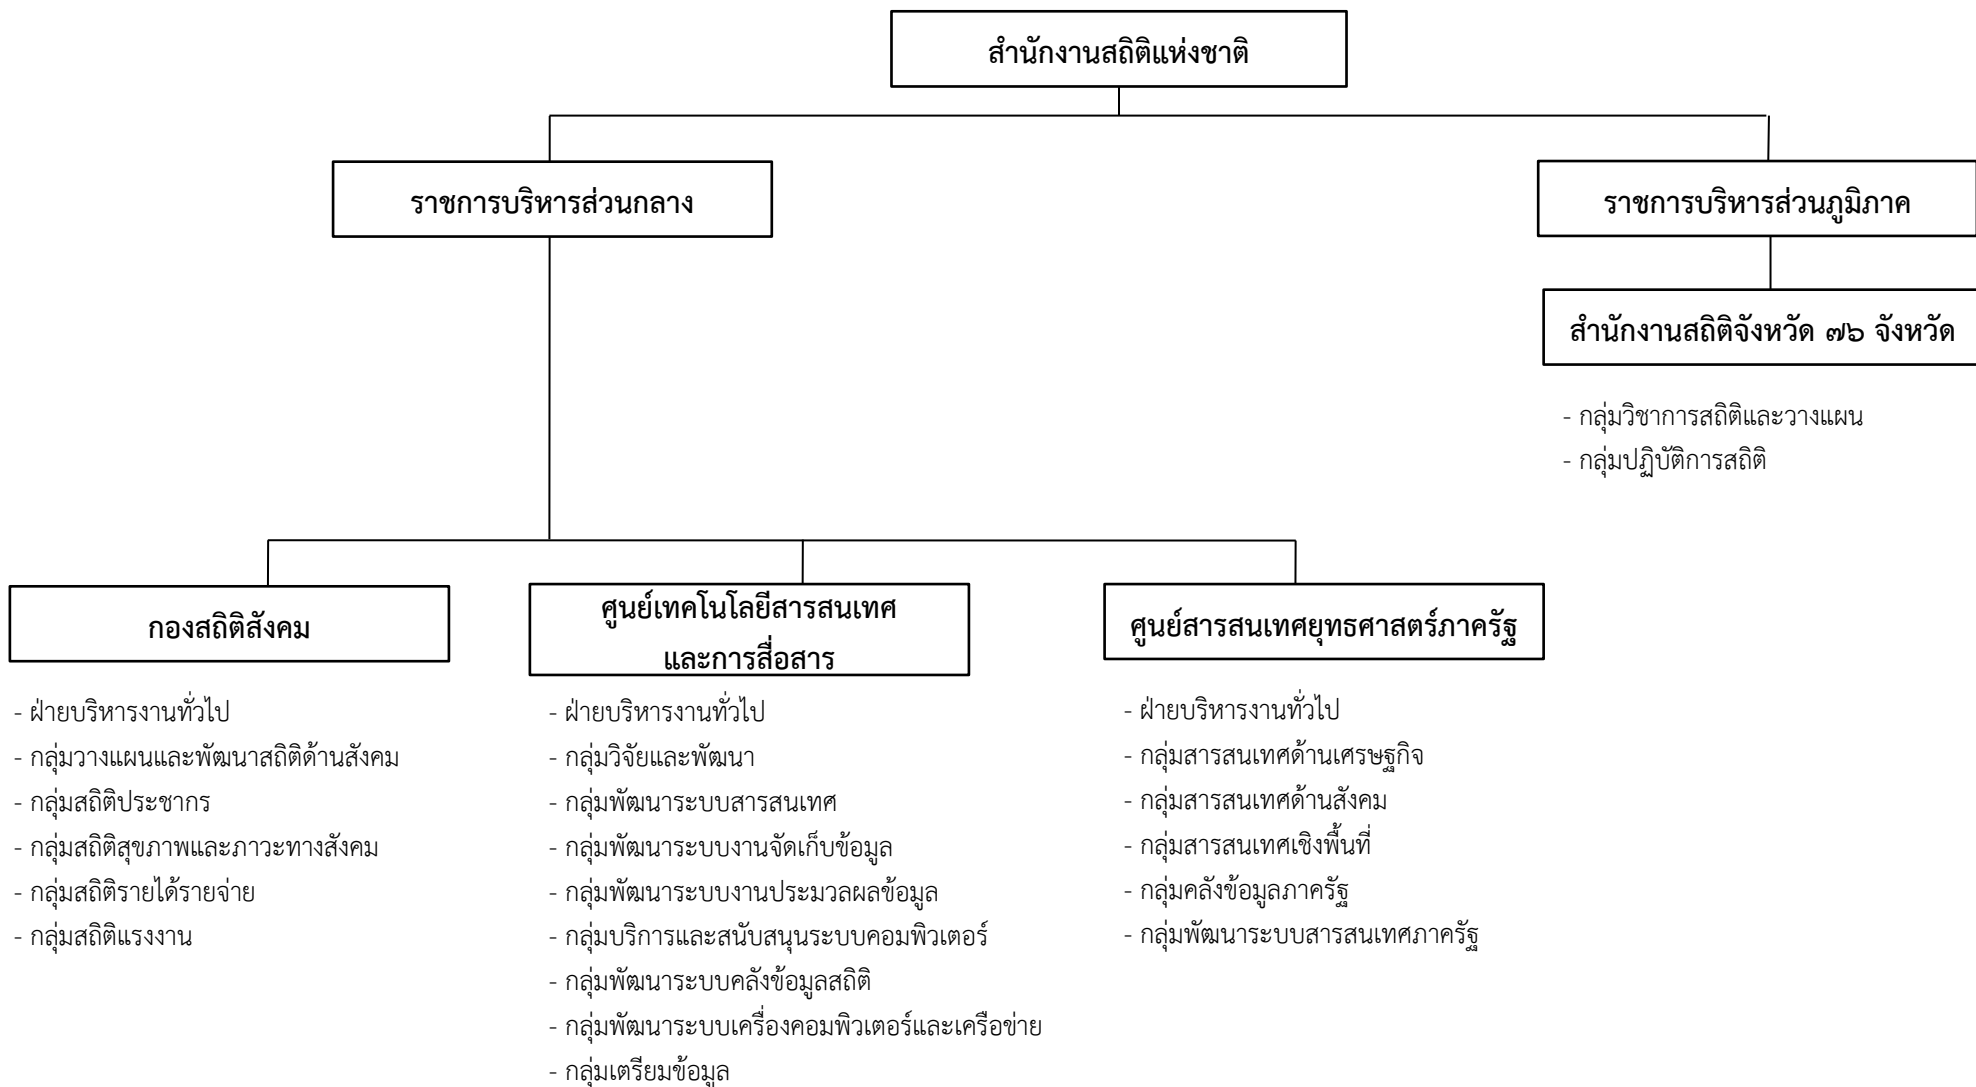 สำนักงานสถิติแห่งชาติ
ราชการบริหารส่วนกลาง
ราชการบริหารส่วนภูมิภาค
สำนักงานสถิติจังหวัด ๗๖ จังหวัด
- กลุ่มวิชาการสถิติและวางแผน
- กลุ่มปฏิบัติการสถิติ
กองสถิติสังคม
- ฝ่ายบริหารงานทั่วไป
- กลุ่มวางแผนและพัฒนาสถิติด้านสังคม
- กลุ่มสถิติประชากร
- กลุ่มสถิติสุขภาพและภาวะทางสังคม
- กลุ่มสถิติรายได้รายจ่าย
- กลุ่มสถิติแรงงาน
ศูนย์เทคโนโลยีสารสนเทศ
และการสื่อสาร
- ฝ่ายบริหารงานทั่วไป
- กลุ่มวิจัยและพัฒนา
- กลุ่มพัฒนาระบบสารสนเทศ
- กลุ่มพัฒนาระบบงานจัดเก็บข้อมูล
- กลุ่มพัฒนาระบบงานประมวลผลข้อมูล
- กลุ่มบริการและสนับสนุนระบบคอมพิวเตอร์
- กลุ่มพัฒนาระบบคลังข้อมูลสถิติ
- กลุ่มพัฒนาระบบเครื่องคอมพิวเตอร์และเครือข่าย
- กลุ่มเตรียมข้อมูล
ศูนย์สารสนเทศยุทธศาสตร์ภาครัฐ
- ฝ่ายบริหารงานทั่วไป
- กลุ่มสารสนเทศด้านเศรษฐกิจ
- กลุ่มสารสนเทศด้านสังคม
- กลุ่มสารสนเทศเชิงพื้นที่
- กลุ่มคลังข้อมูลภาครัฐ
- กลุ่มพัฒนาระบบสารสนเทศภาครัฐ